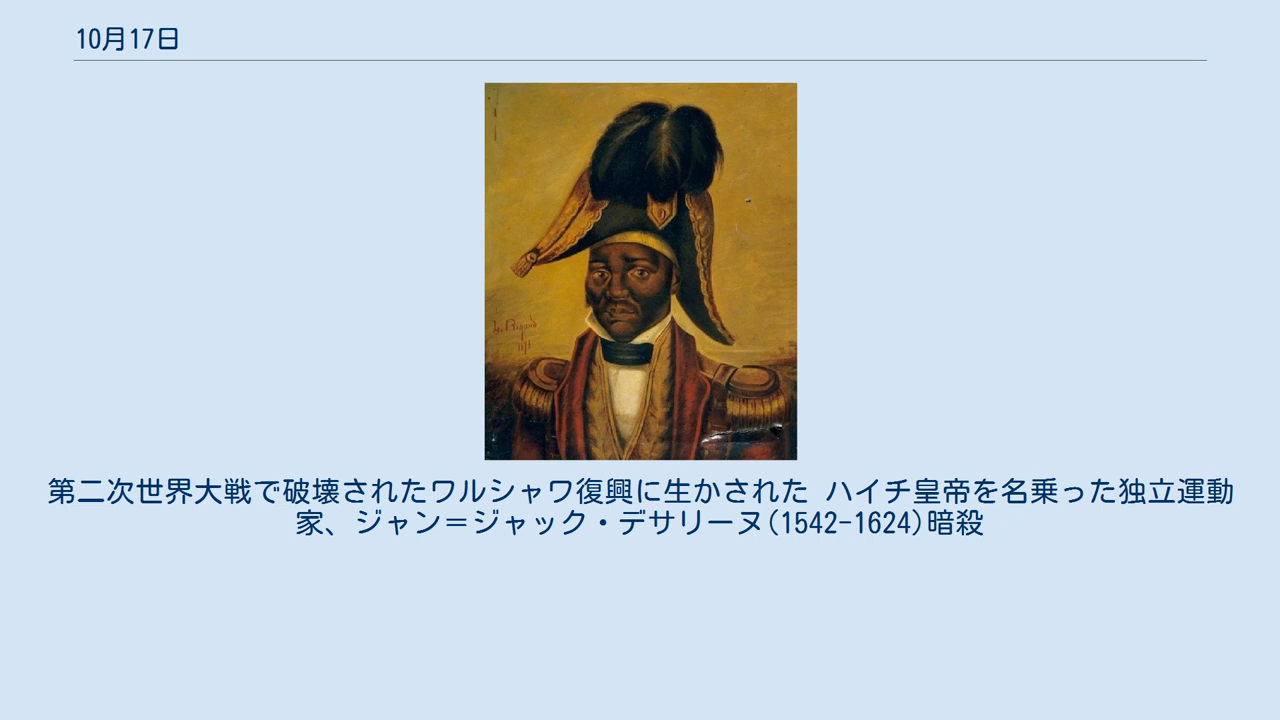 10月17日
第二次世界大戦で破壊されたワルシャワ復興に生かされた ハイチ皇帝を名乗った独立運動
家、ジャン＝ジャック・デサリーヌ(1542-1624)暗殺